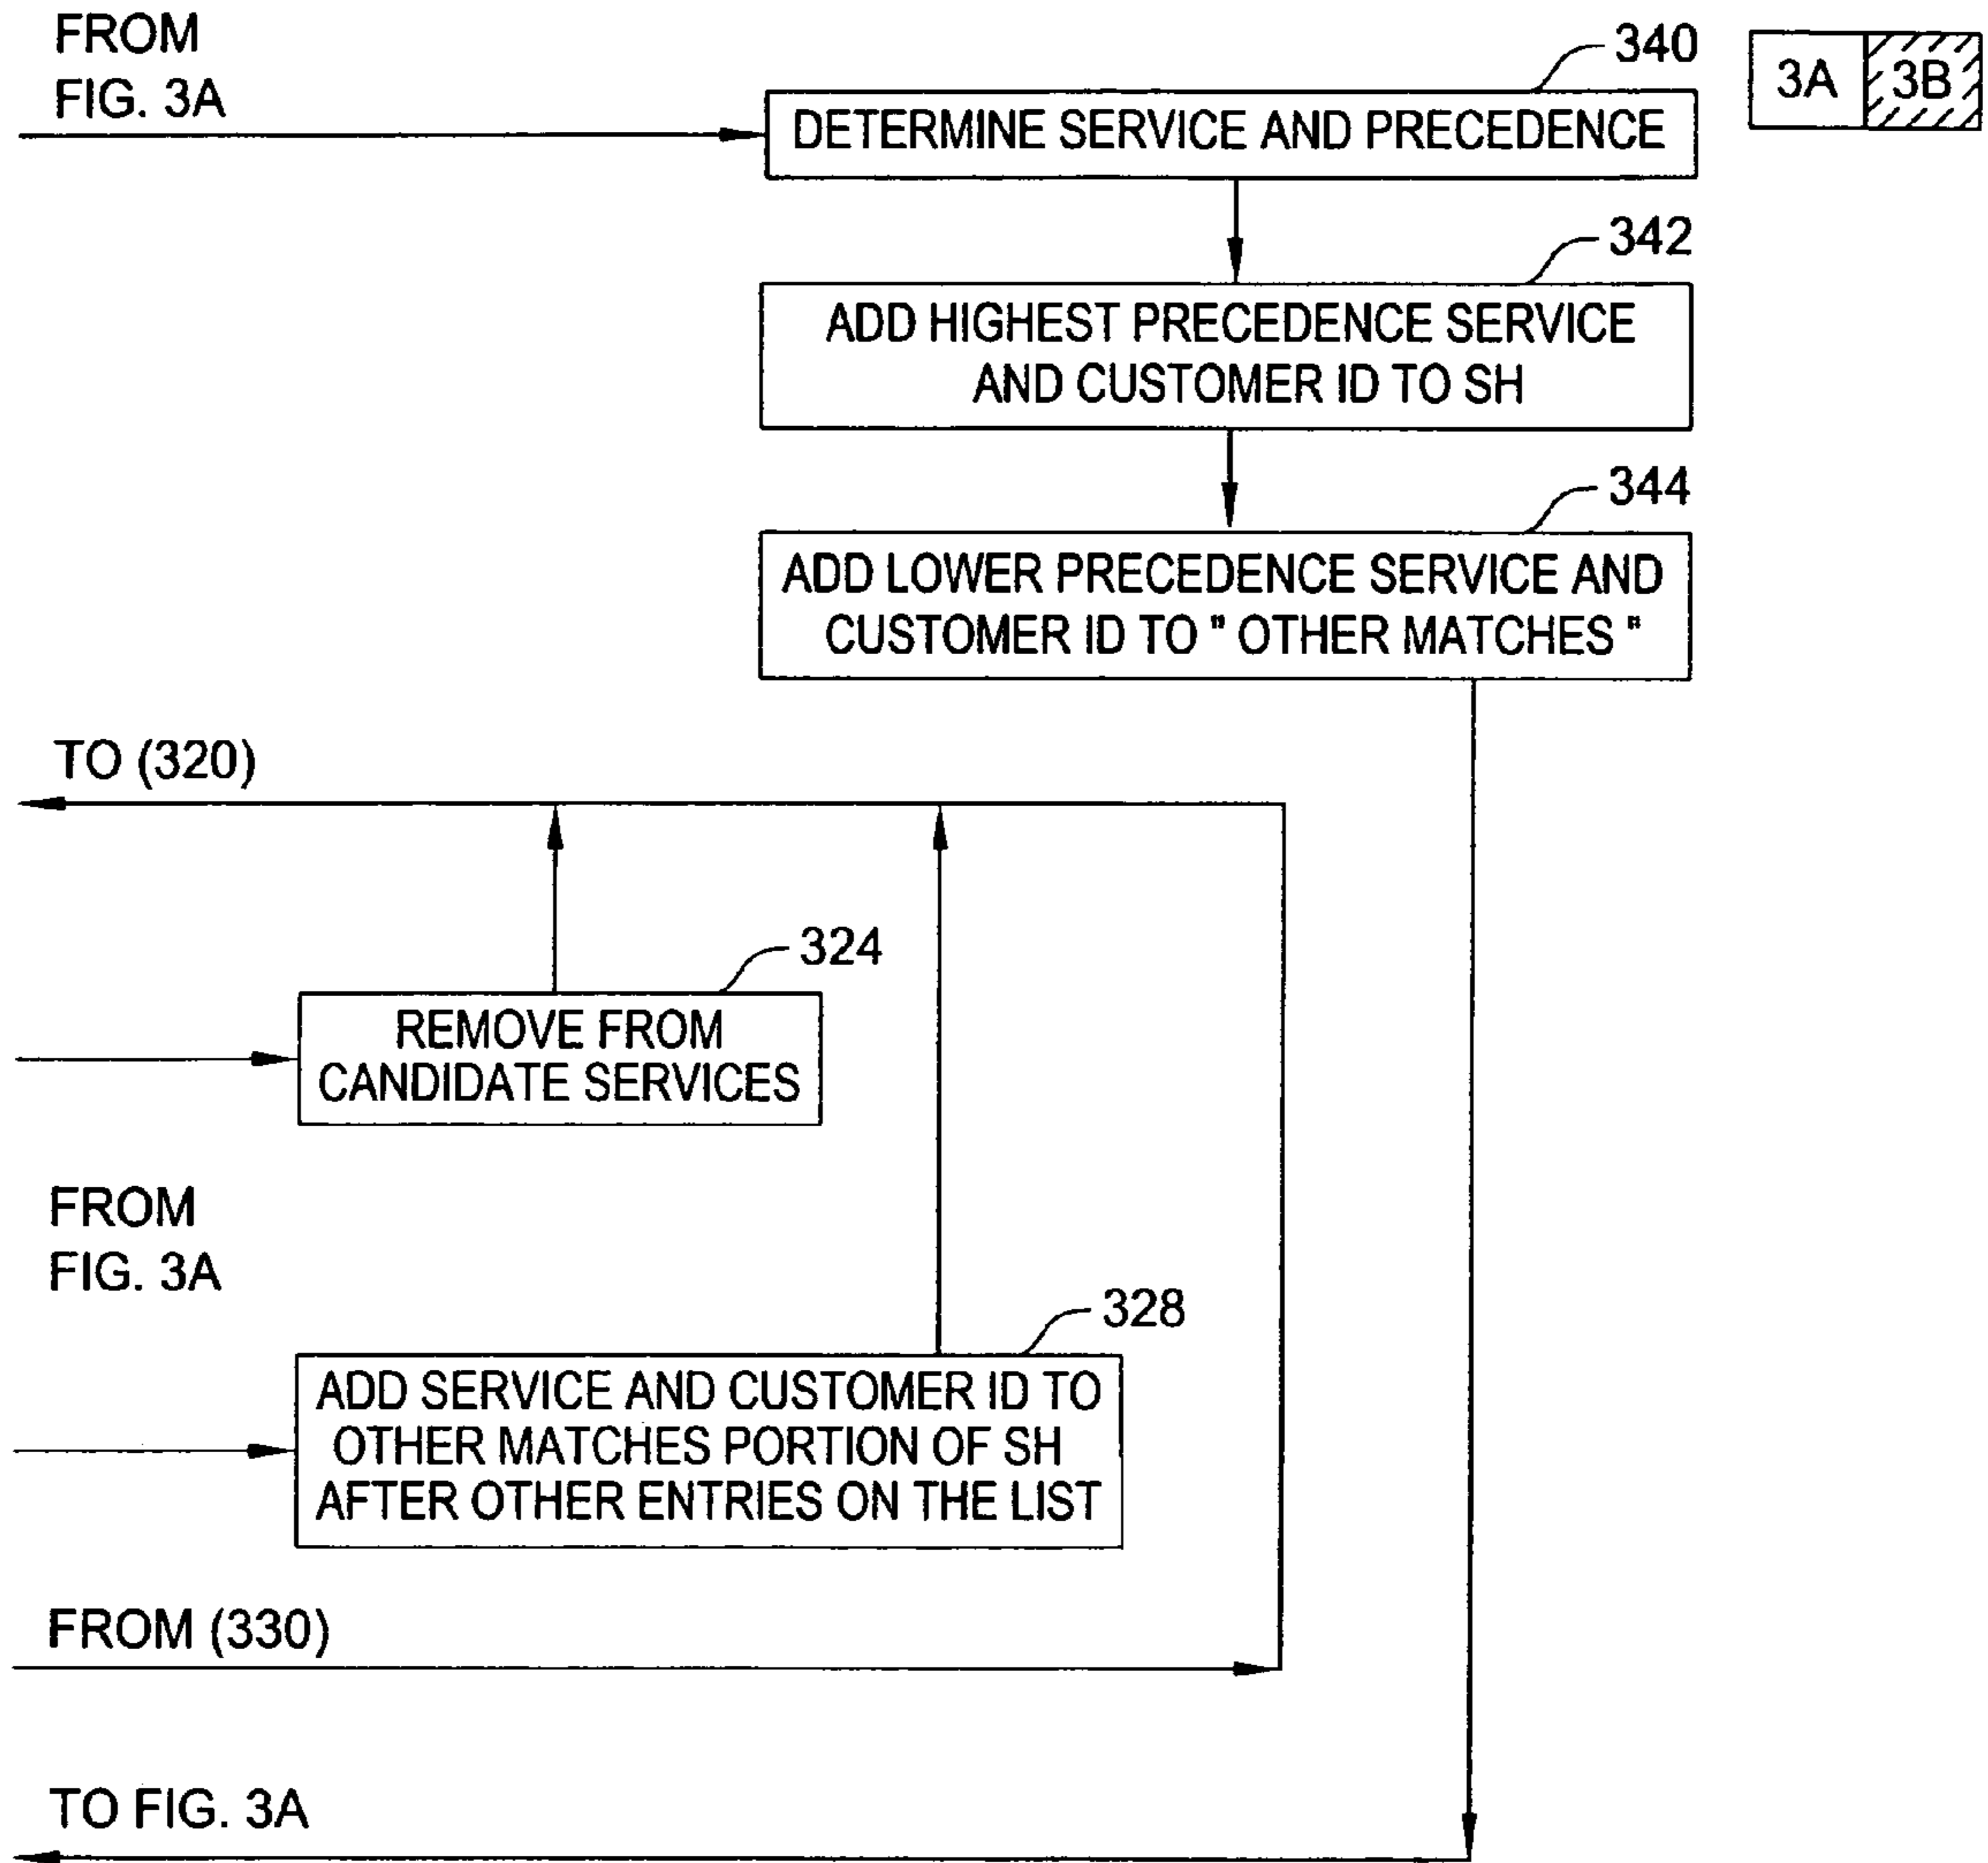 FROM
FIG. 3A
340
3A 3B
DETERMINE SERVICE AND PRECEDENCE
342
ADD HIGHEST PRECEDENCE SERVICE
AND CUSTOMER ID TO SH
344
ADD LOWER PRECEDENCE SERVICE AND
CUSTOMER ID TO " OTHER MATCHES "
TO (320)
324
REMOVE FROM
CANDIDATE SERVICES
FROM
FIG. 3A
328
ADD SERVICE AND CUSTOMER ID TO
OTHER MATCHES PORTION OF SH
AFTER OTHER ENTRIES ON THE LIST
FROM (330)
TO FIG. 3A